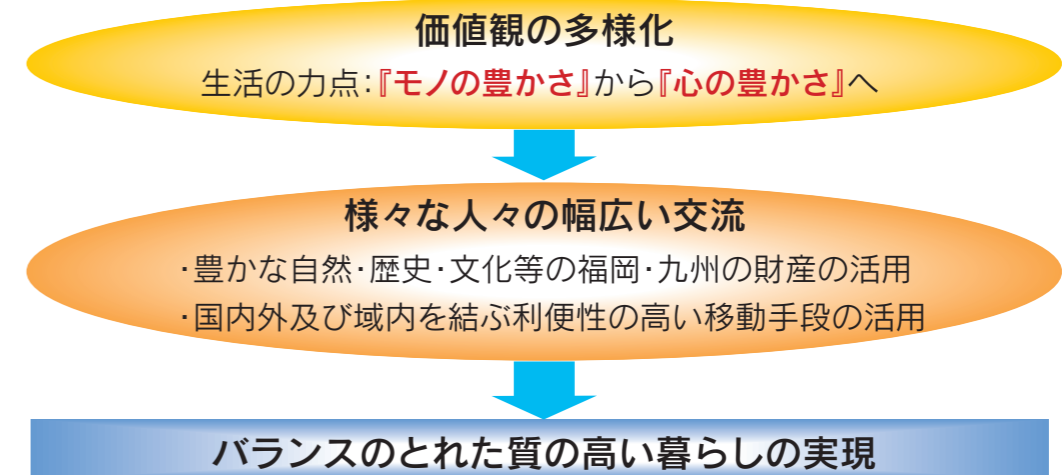 価値観の多様化
生活の力点:『モノの豊かさ』から『心の豊かさ』へ
様々な人々の幅広い交流
・豊かな自然・歴史・文化等の福岡・九州の財産の活用
・国内外及び域内を結ぶ利便性の高い移動手段の活用
バランスのとれた質の高い暮らしの実現